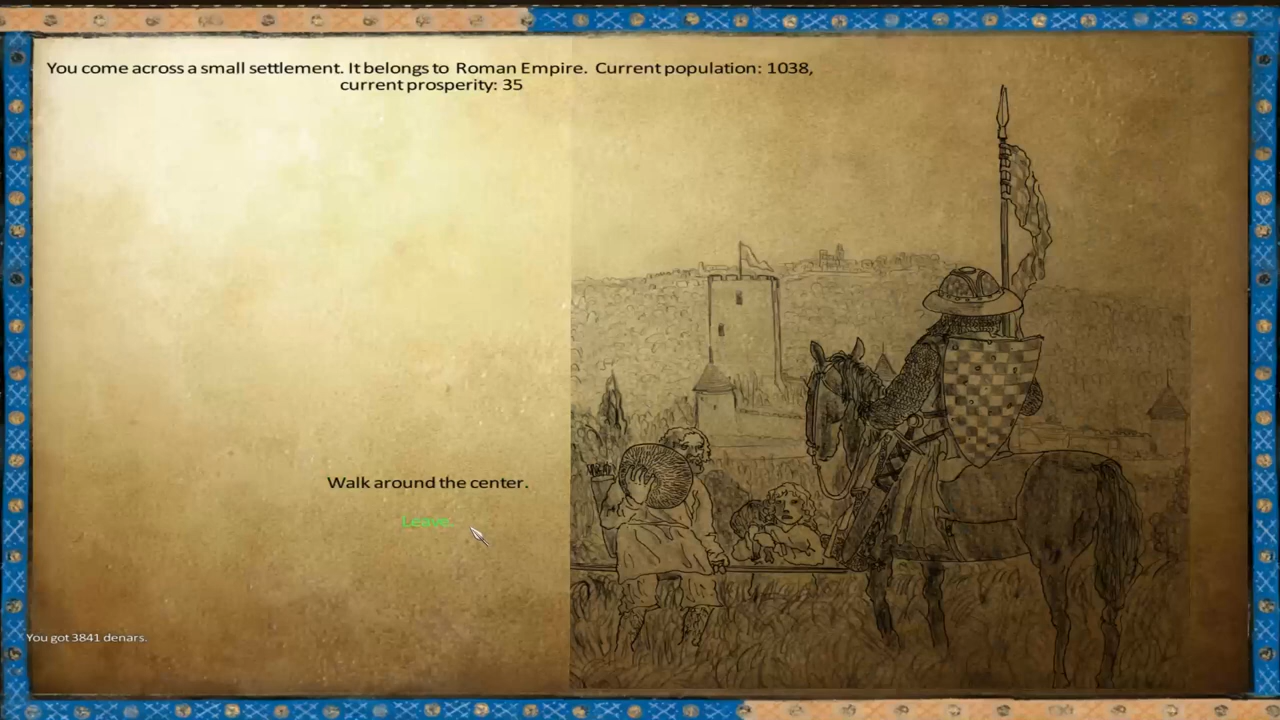 You come across a small settlement. It belongs to  Roman Empire.  Current population: 1038,
current prosperity: 35
Walk around the center.
Leave.
You got 3841 denars.